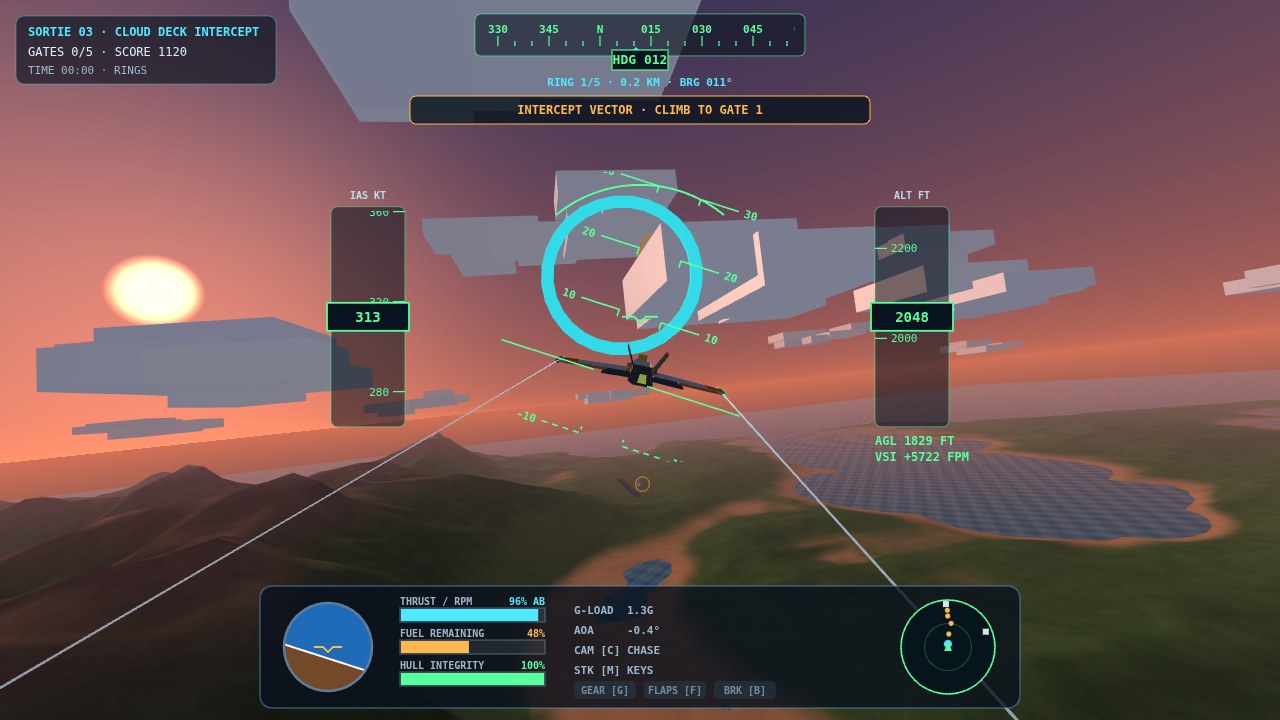 SORTIE 03 · CLOUD DECK INTERCEPT
GATES 0/5 · SCORE 1120
TIME 00:00 · RINGS
330 345 N 015 030 045
HDG 012
RING 1/5 · 0.2 KM · BRG 011°
INTERCEPT VECTOR · CLIMB TO GATE 1
IAS KT
360
320
313
280
ALT FT
2200
2048
2000
AGL 1829 FT
VSI +5722 FPM
30
20 20
10 10
-10
THRUST / RPM 96% AB
FUEL REMAINING 48%
HULL INTEGRITY 100%
G-LOAD 1.3G
AOA -0.4°
CAM [C] CHASE
STK [M] KEYS
GEAR [G] FLAPS [F] BRK [B]